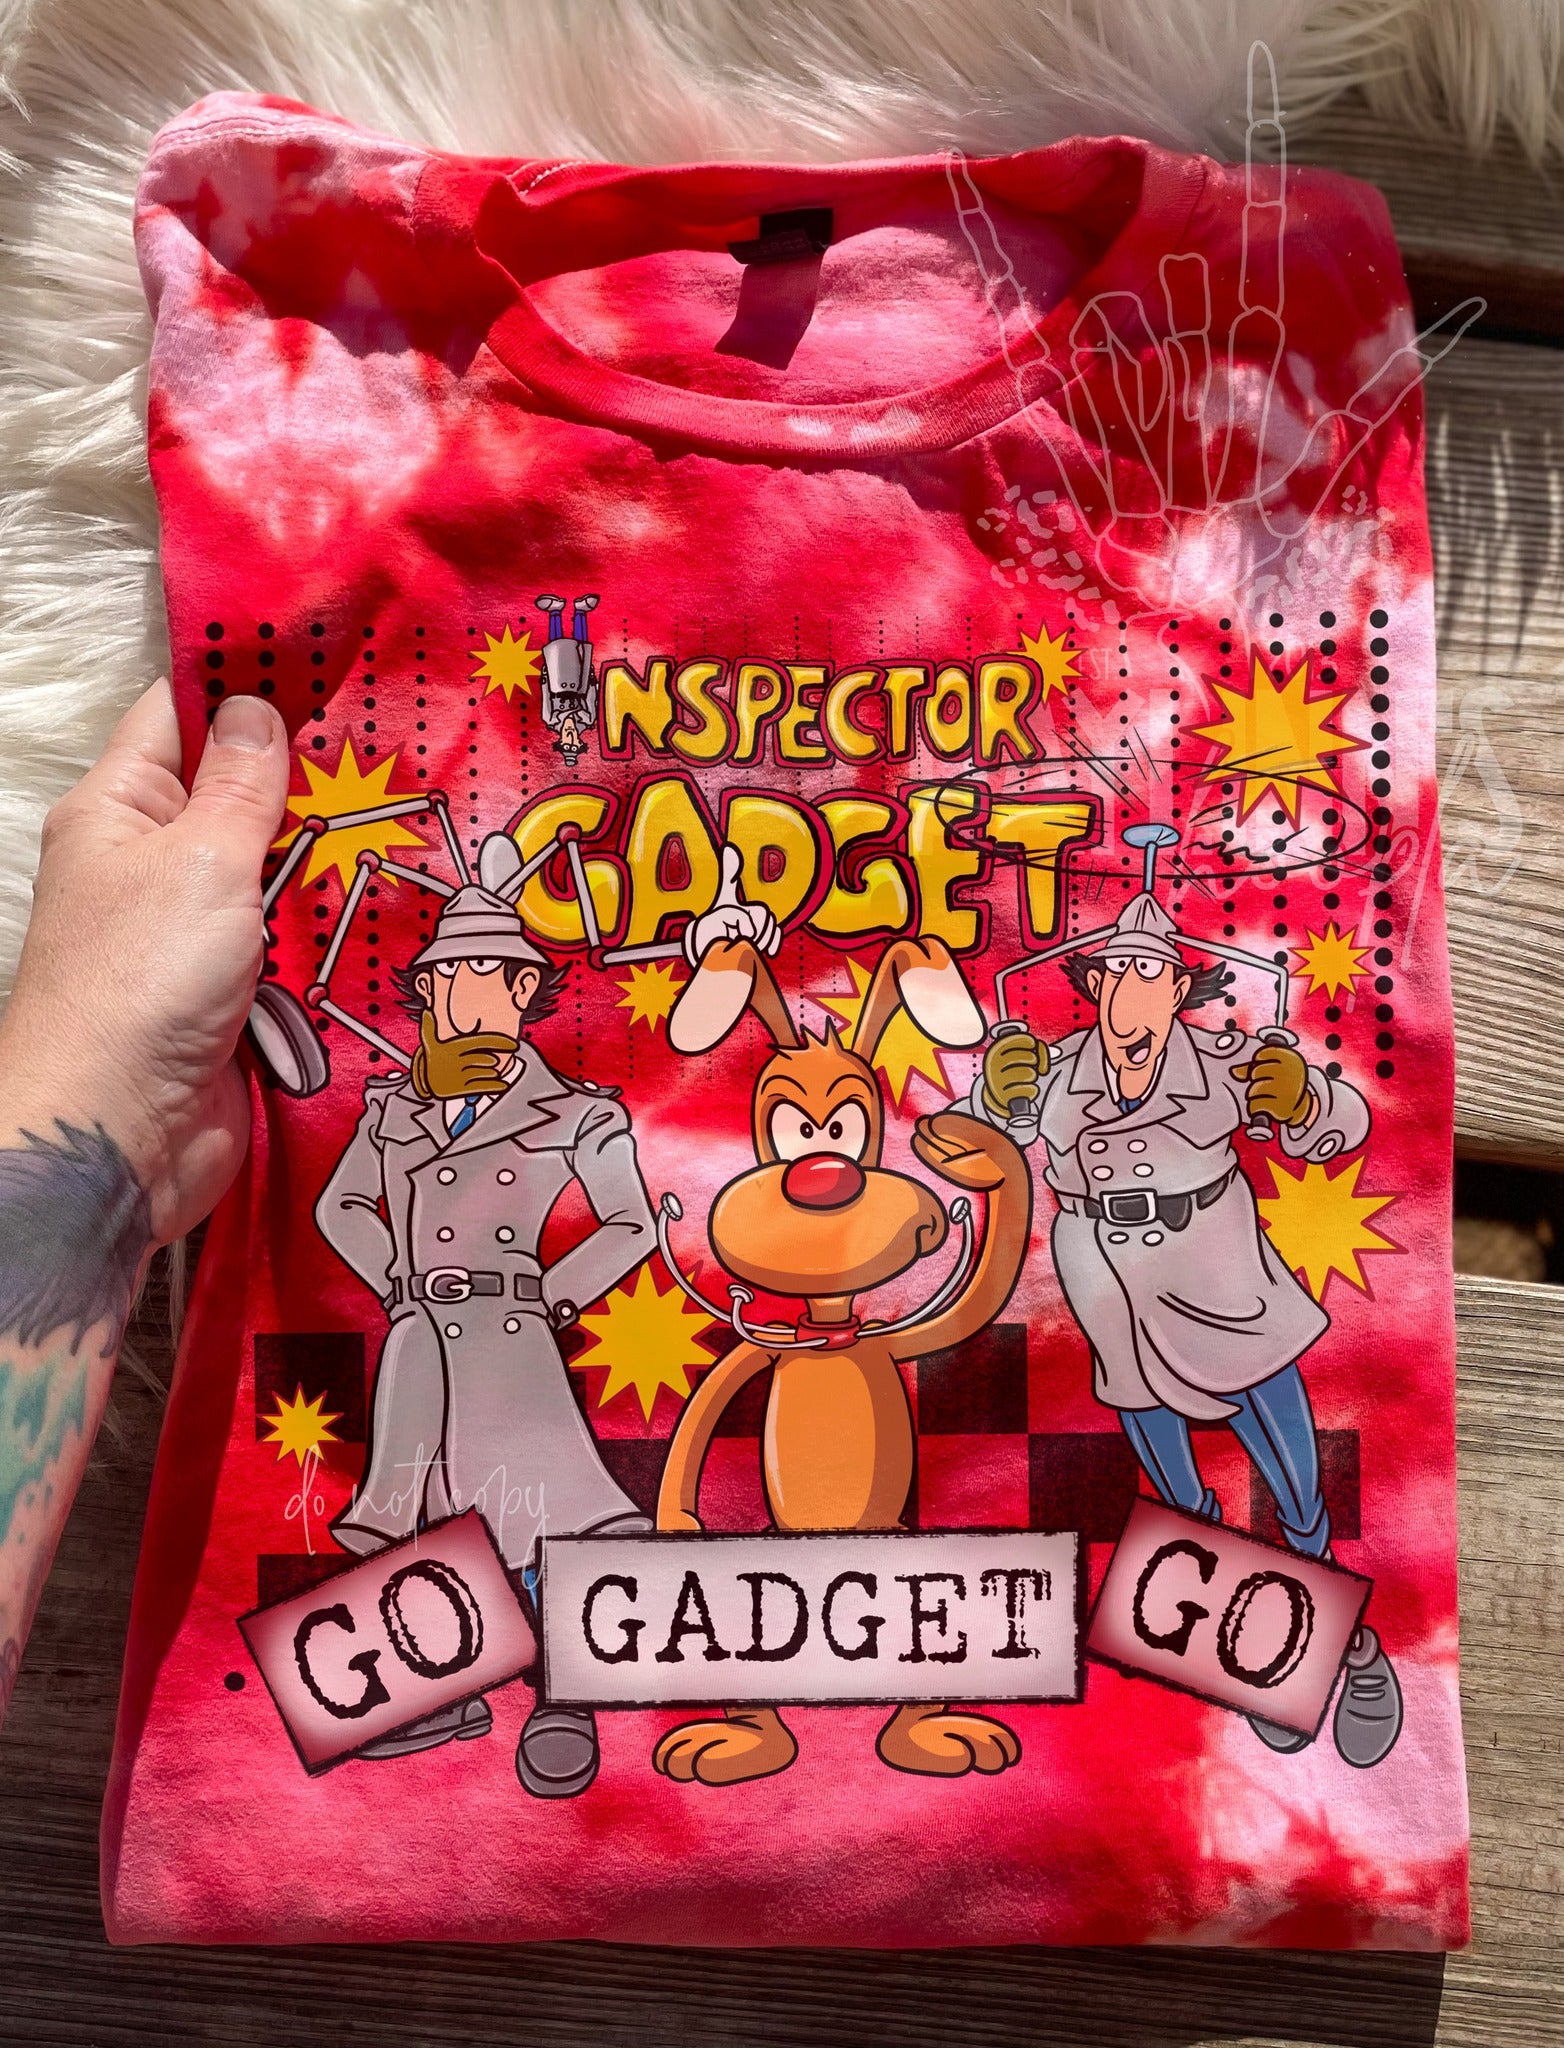 INSPECTOR
GADGET
do not copy
GO GADGET GO